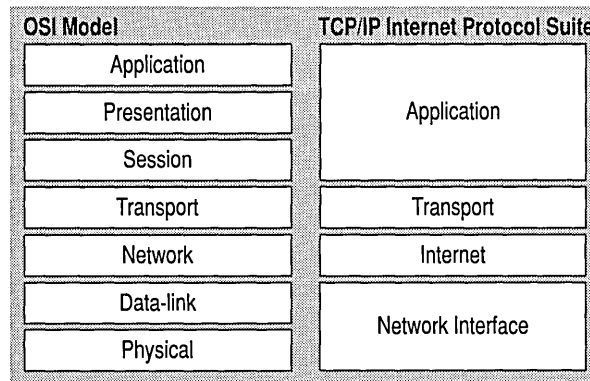 OSI Model
TCP/IP Internet Protocol Suite
Application
Presentation
Session
Transport
Network
Data-link
Physical
Application
Transport
Internet
Network Interface